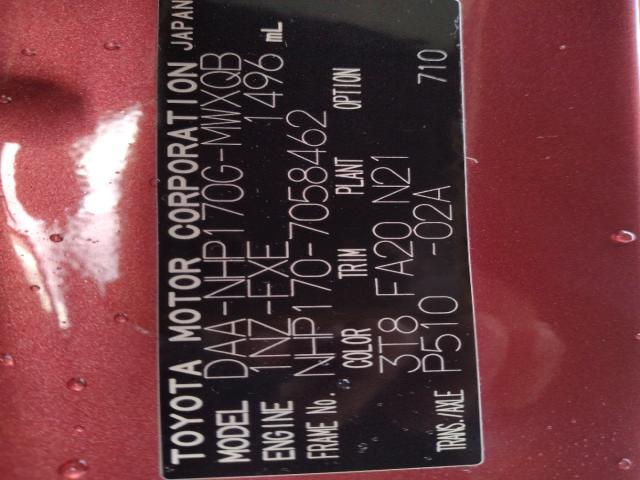 TOYOTA MOTOR CORPORATION JAPAN
MODEL DAA-NHP170G-MWXQB
ENGINE 1NZ-FXE 1496 mL
FRAME No. NHP170-7058462
COLOR TRIM PLANT OPTION
3T8 FA20 N21
TRANS./AXLE P510 -02A 710